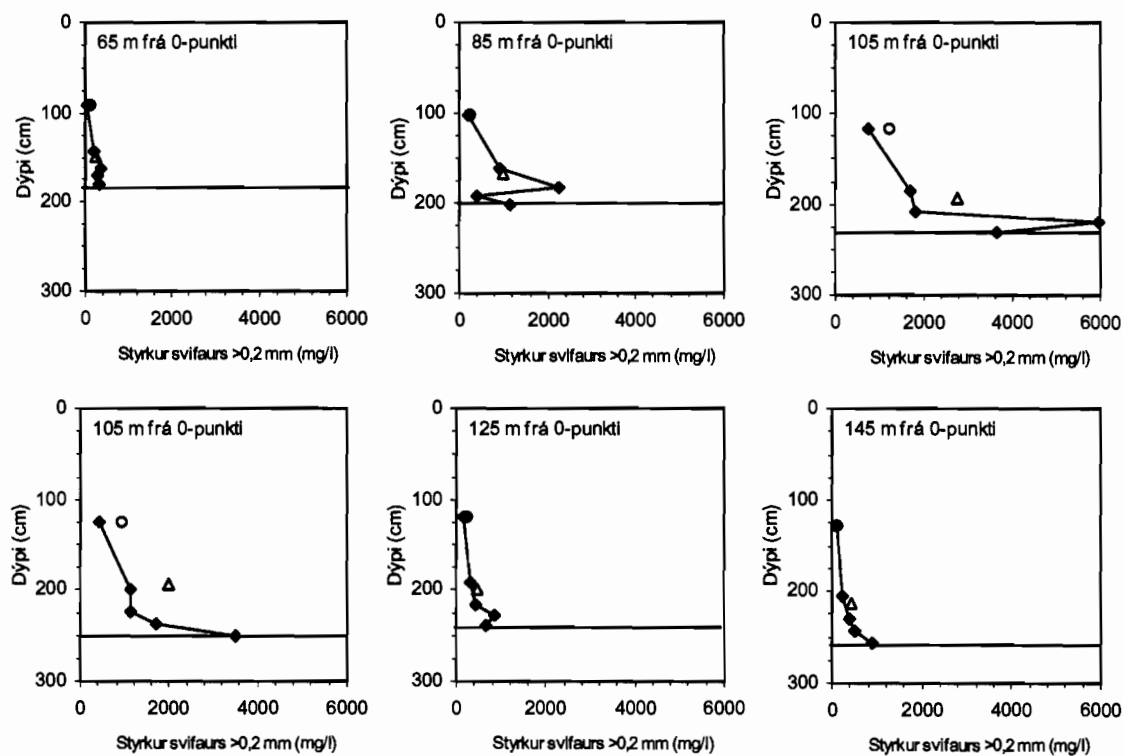 65 m frá 0-punkti
0
100
200
300
Dýpi (cm)
0 2000 4000 6000
Styrkur svifaurs >0,2 mm (mg/l)
85 m frá 0-punkti
0
100
200
300
Dýpi (cm)
0 2000 4000 6000
Styrkur svifaurs >0,2 mm (mg/l)
105 m frá 0-punkti
0
100
200
300
Dýpi (cm)
0 2000 4000 6000
Styrkur svifaurs >0,2 mm (mg/l)
105 m frá 0-punkti
0
100
200
300
Dýpi (cm)
0 2000 4000 6000
Styrkur svifaurs >0,2 mm (mg/l)
125 m frá 0-punkti
0
100
200
300
Dýpi (cm)
0 2000 4000 6000
Styrkur svifaurs >0,2 mm (mg/l)
145 m frá 0-punkti
0
100
200
300
Dýpi (cm)
0 2000 4000 6000
Styrkur svifaurs >0,2 mm (mg/l)